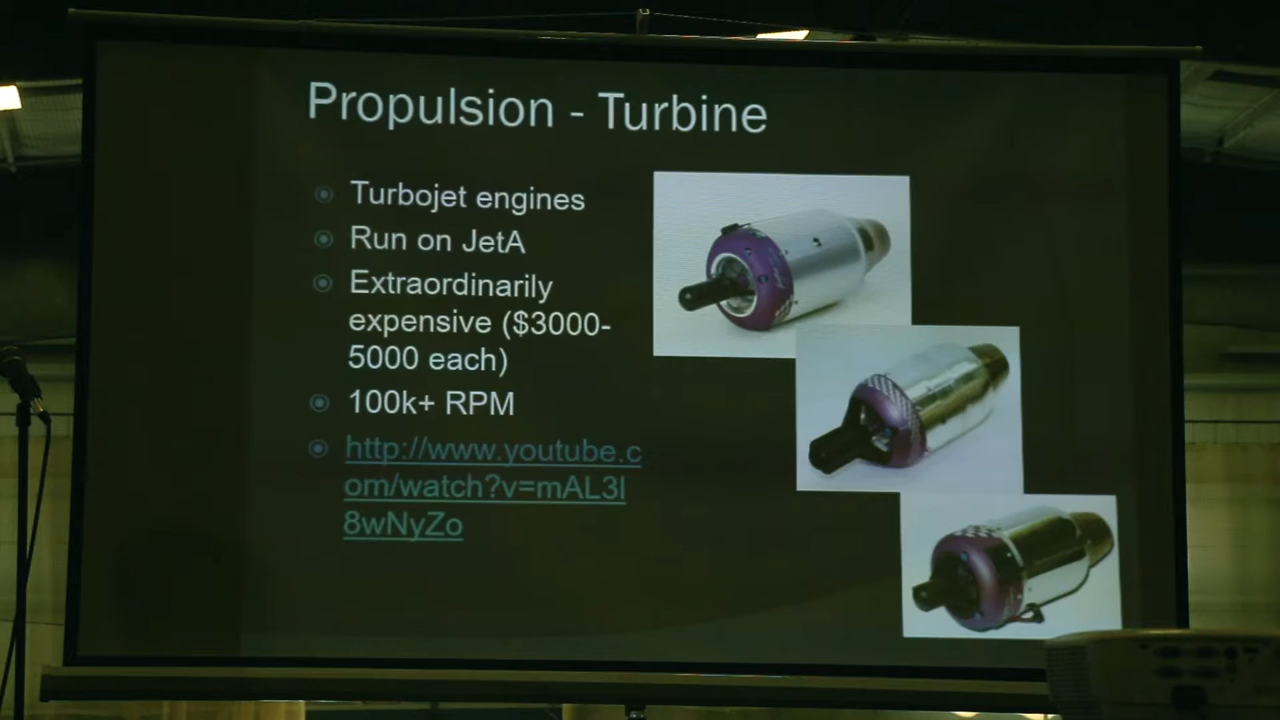 Propulsion - Turbine
Turbojet engines
Run on JetA
Extraordinarily
expensive ($3000-
5000 each)
100k+ RPM
http://www.youtube.c
om/watch?v=mAL3l
8wNyZo